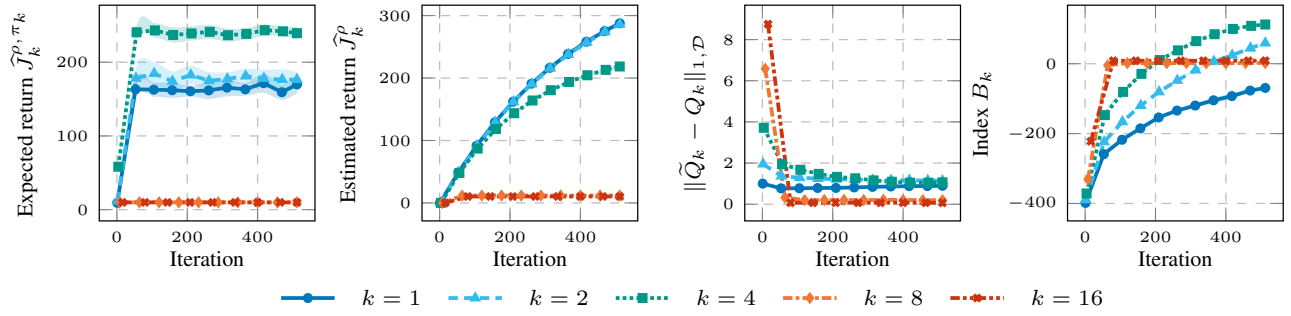 Expected return $\widehat{J}_k^{\rho,\pi_k}$
200
100
0
0 200 400
Iteration
Estimated return $\widehat{J}_k^{\rho}$
300
200
100
0
0 200 400
Iteration
$\|\widetilde{Q}_k - Q_k\|_{1,\mathcal{D}}$
8
6
4
2
0
0 200 400
Iteration
Index $B_k$
0
−200
−400
0 200 400
Iteration
k = 1 k = 2 k = 4 k = 8 k = 16